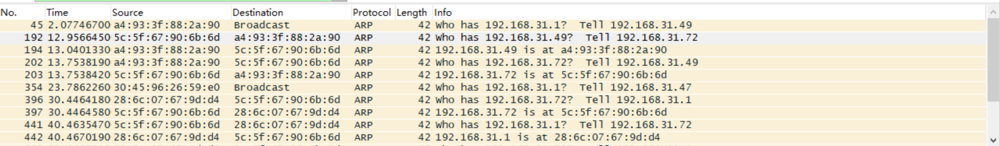 No. Time Source Destination Protocol Length Info
45 2.07746700 a4:93:3f:88:2a:90 Broadcast ARP 42 Who has 192.168.31.1? Tell 192.168.31.49
192 12.9566450 5c:5f:67:90:6b:6d a4:93:3f:88:2a:90 ARP 42 Who has 192.168.31.49? Tell 192.168.31.72
194 13.0401330 a4:93:3f:88:2a:90 5c:5f:67:90:6b:6d ARP 42 192.168.31.49 is at a4:93:3f:88:2a:90
202 13.7538190 a4:93:3f:88:2a:90 5c:5f:67:90:6b:6d ARP 42 Who has 192.168.31.72? Tell 192.168.31.49
203 13.7538420 5c:5f:67:90:6b:6d a4:93:3f:88:2a:90 ARP 42 192.168.31.72 is at 5c:5f:67:90:6b:6d
354 23.7862260 30:45:96:26:59:e0 Broadcast ARP 42 Who has 192.168.31.1? Tell 192.168.31.47
396 30.4464180 28:6c:07:67:9d:d4 5c:5f:67:90:6b:6d ARP 42 Who has 192.168.31.72? Tell 192.168.31.1
397 30.4464580 5c:5f:67:90:6b:6d 28:6c:07:67:9d:d4 ARP 42 192.168.31.72 is at 5c:5f:67:90:6b:6d
441 40.4635470 5c:5f:67:90:6b:6d 28:6c:07:67:9d:d4 ARP 42 Who has 192.168.31.1? Tell 192.168.31.72
442 40.4670190 28:6c:07:67:9d:d4 5c:5f:67:90:6b:6d ARP 42 192.168.31.1 is at 28:6c:07:67:9d:d4